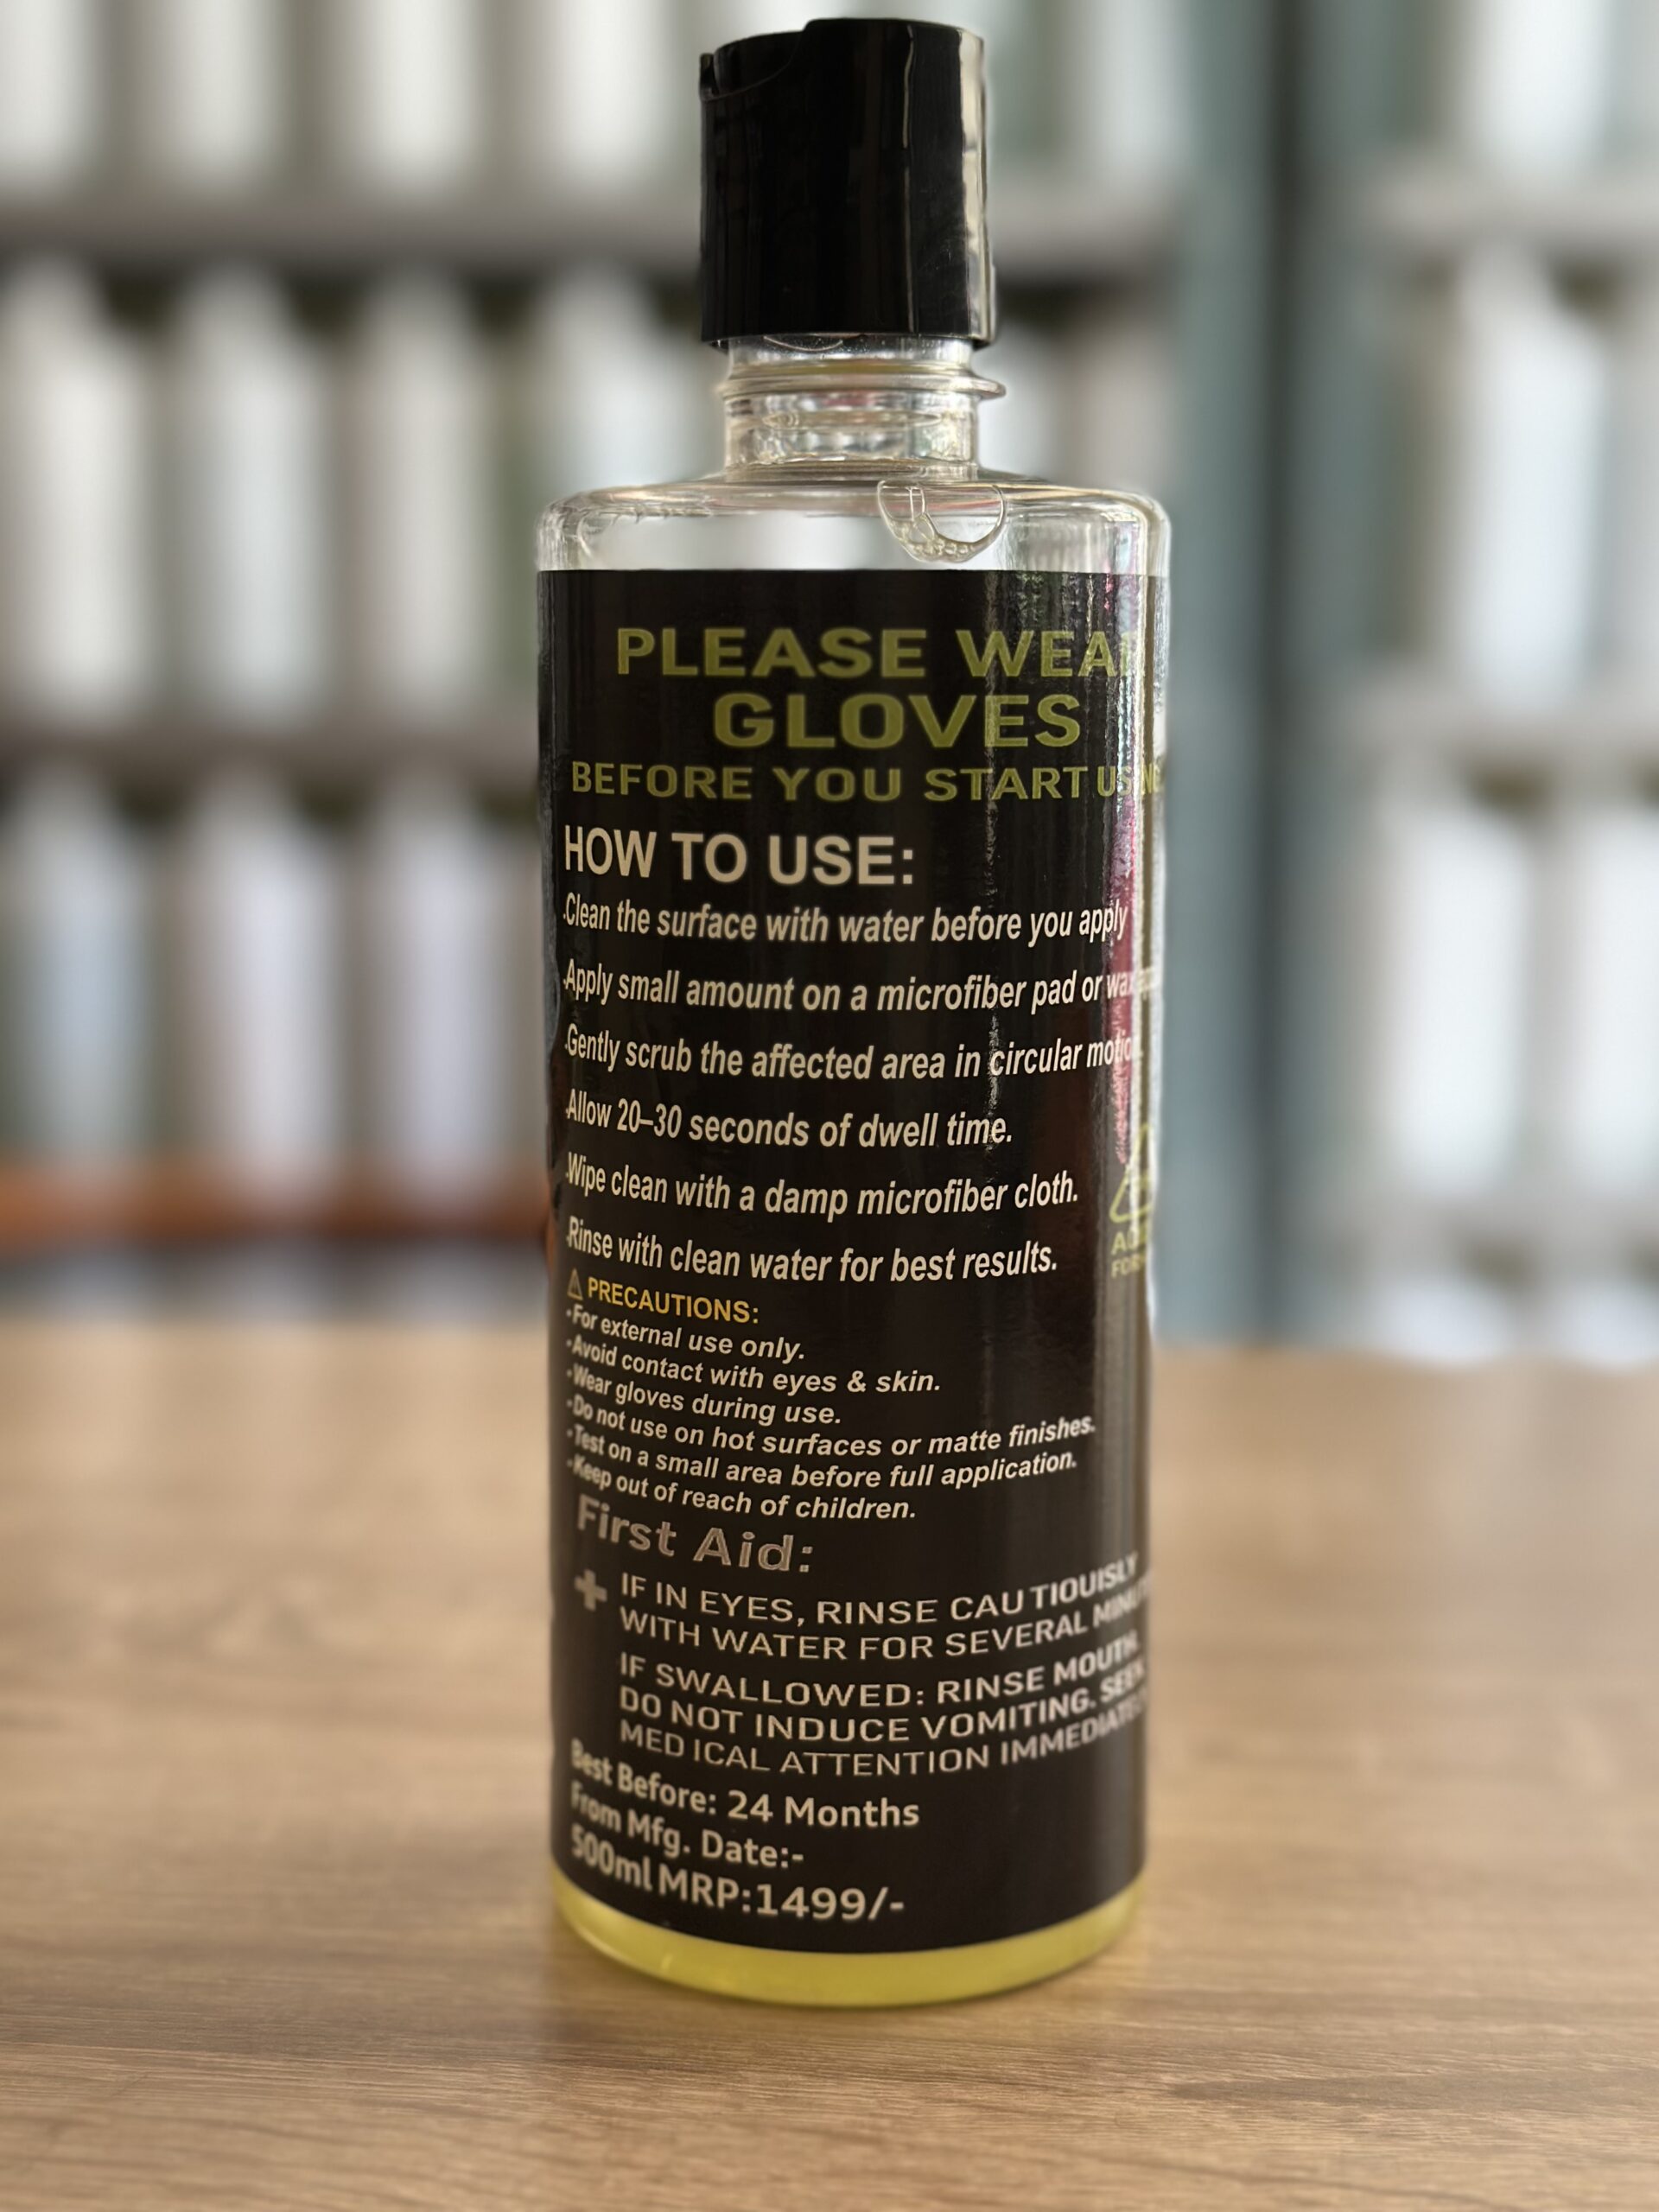 PLEASE WEAR
GLOVES
BEFORE YOU START USING
HOW TO USE:
.Clean the surface with water before you apply
.Apply small amount on a microfiber pad or wax
.Gently scrub the affected area in circular motion.
.Allow 20–30 seconds of dwell time.
.Wipe clean with a damp microfiber cloth.
.Rinse with clean water for best results.
⚠ PRECAUTIONS:
-For external use only.
-Avoid contact with eyes & skin.
-Wear gloves during use.
-Do not use on hot surfaces or matte finishes.
-Test on a small area before full application.
-Keep out of reach of children.
First Aid:
IF IN EYES, RINSE CAU TIOUISLY
WITH WATER FOR SEVERAL
IF SWALLOWED: RINSE MOUTH.
DO NOT INDUCE VOMITING. SEEK
MED ICAL ATTENTION
Best Before: 24 Months
From Mfg. Date:-
500ml MRP:1499/-